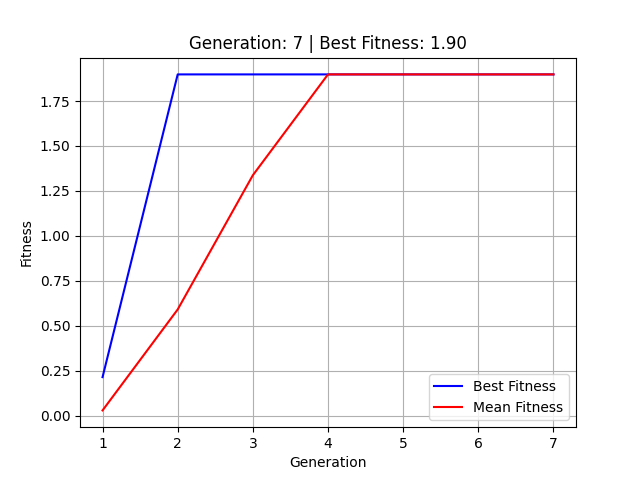 Generation: 7 | Best Fitness: 1.90
1.75
1.50
1.25
1.00
0.75
0.50
0.25
0.00
Fitness
Best Fitness
Mean Fitness
1 2 3 4 5 6 7
Generation